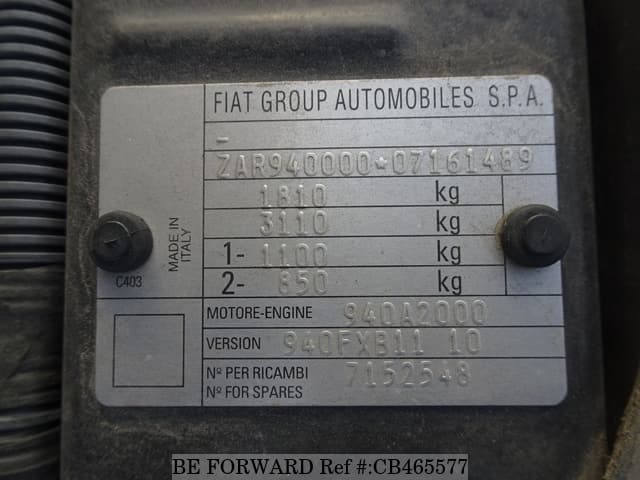 FIAT GROUP AUTOMOBILES S.P.A.
-
ZAR940000*07161489
1810 kg
3110 kg
1- 1100 kg
2- 850 kg
MADE IN
ITALY
C403
MOTORE-ENGINE 940A2000
VERSION 940FXB11 10
Nº PER RICAMBI 7152548
Nº FOR SPARES
BE FORWARD Ref #:CB465577